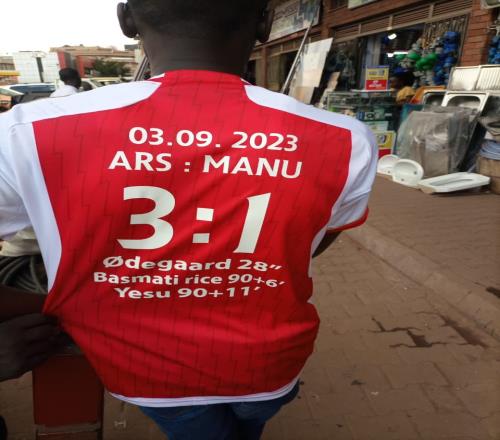 03.09. 2023
ARS : MANU
3:1
Ødegaard 28"
Basmati rice 90+6'
Yesu 90+11'